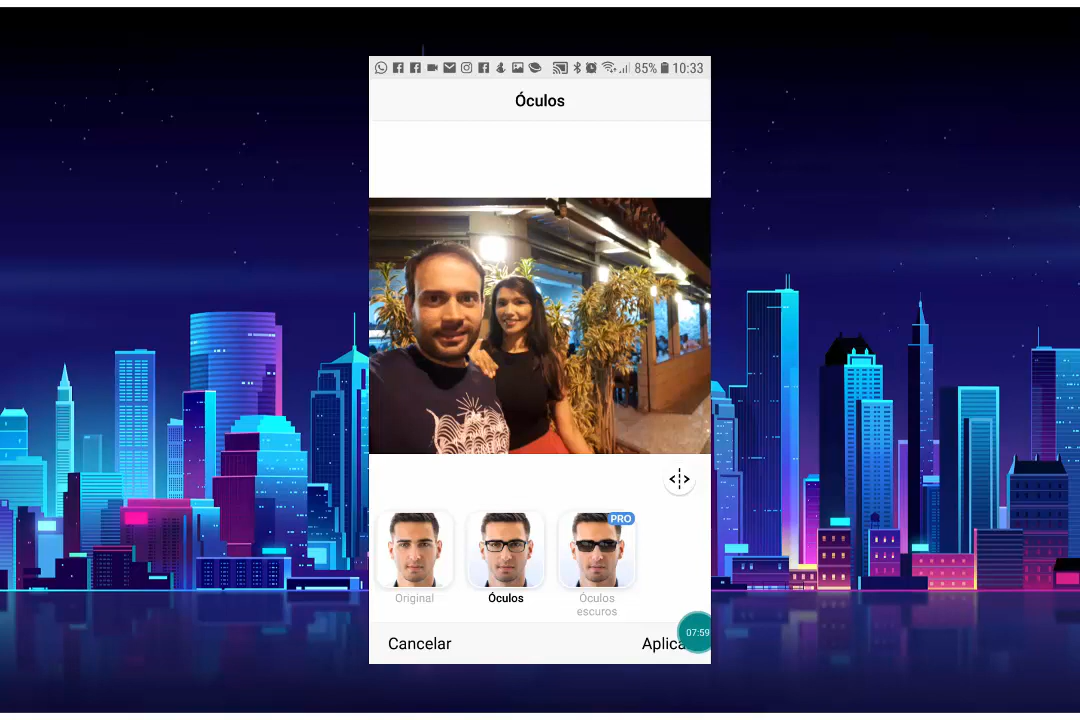 85% 10:33
Óculos
PRO
Original
Óculos
Óculos
escuros
Cancelar
Aplica
07:59